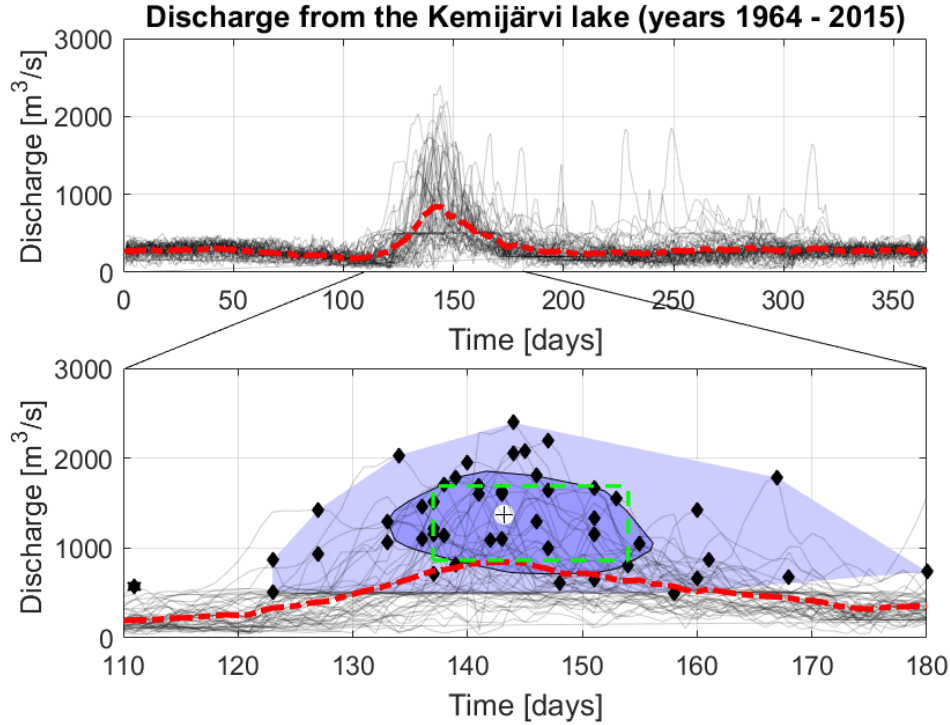 Discharge from the Kemijärvi lake (years 1964 - 2015)
3000
2000
1000
0
Discharge [m³/s]
0 50 100 150 200 250 300 350
Time [days]
3000
2000
1000
0
Discharge [m³/s]
110 120 130 140 150 160 170 180
Time [days]